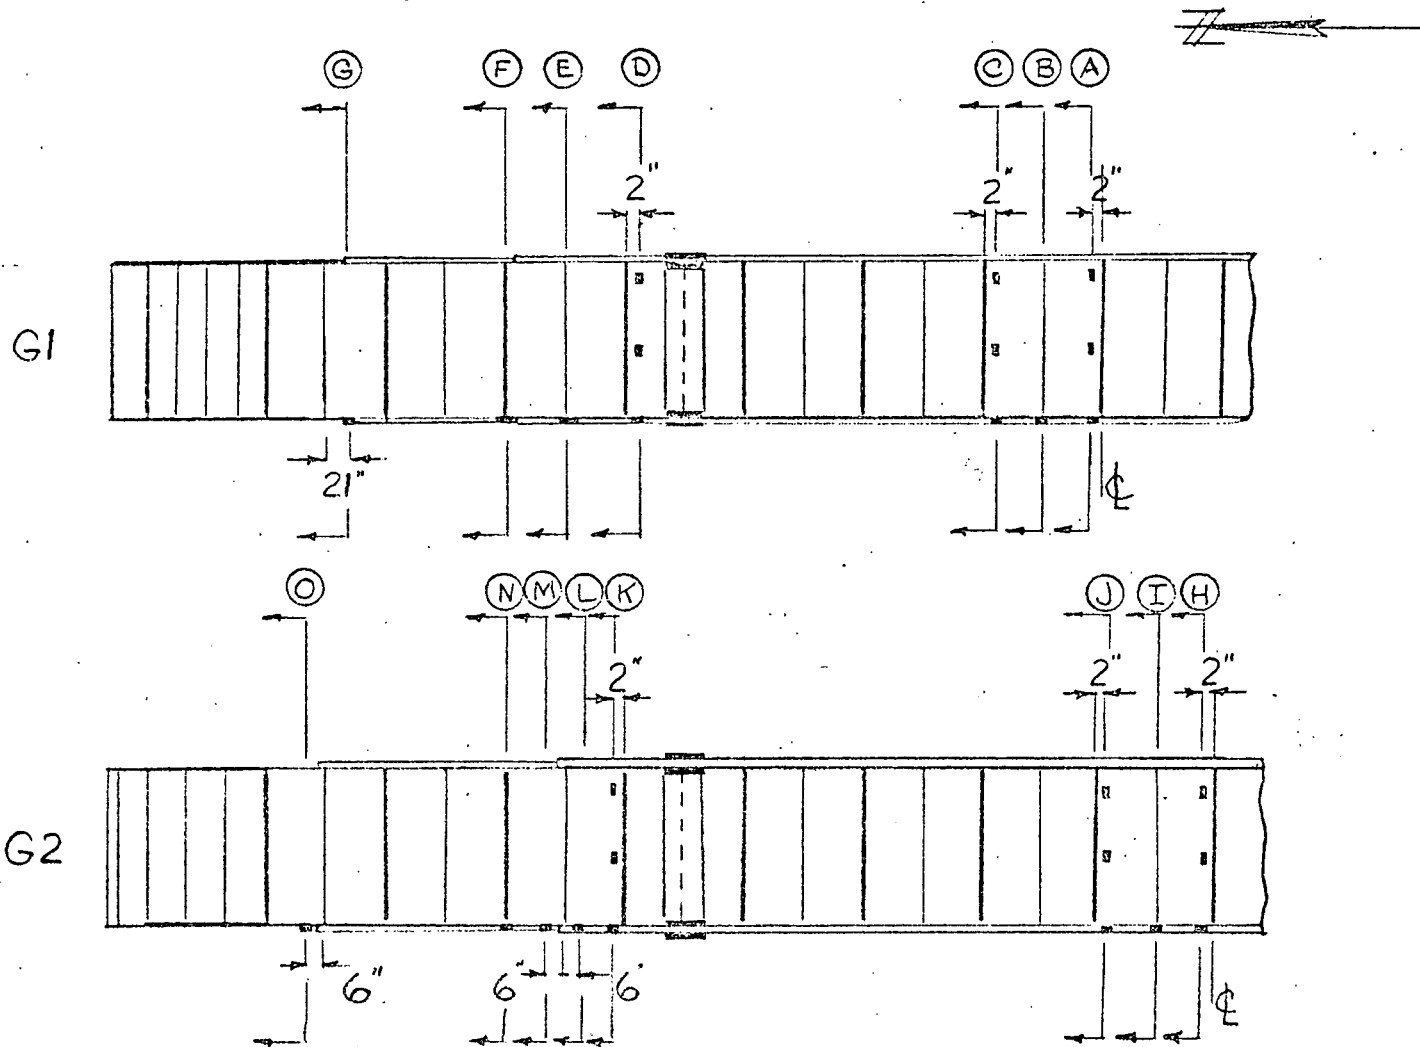 G F E D C B A
2" 2" 2"
G1
21" ℄
O N M L K J I H
2" 2" 2"
G2
6" 6" 6" ℄